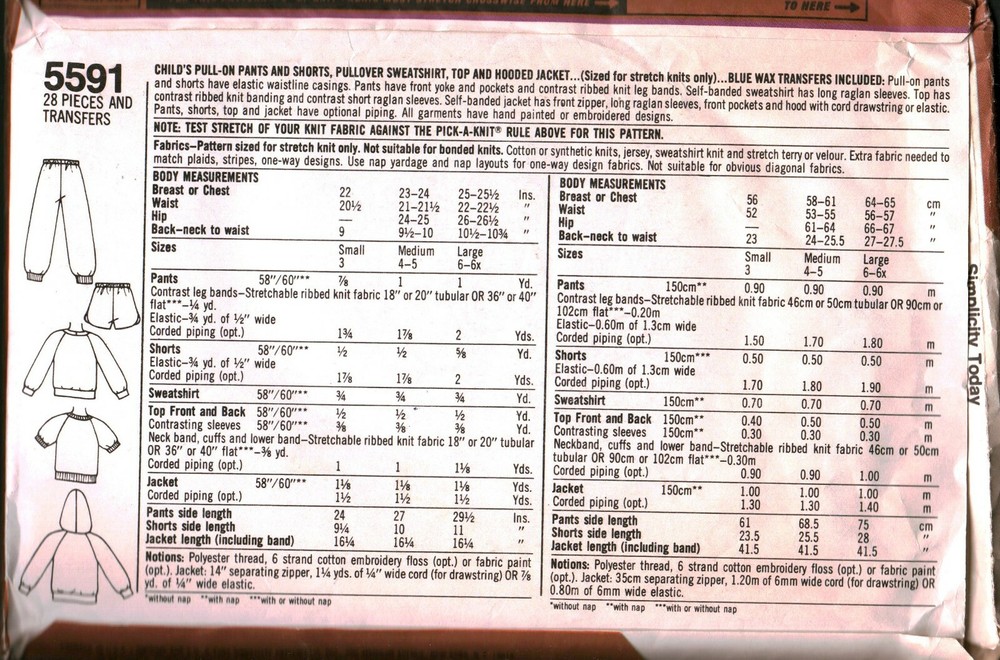 TO HERE
5591
28 PIECES AND
TRANSFERS
CHILD'S PULL-ON PANTS AND SHORTS, PULLOVER SWEATSHIRT, TOP AND HOODED JACKET...(Sized for stretch knits only)...BLUE WAX TRANSFERS INCLUDED: Pull-on pants
and shorts have elastic waistline casings. Pants have front yoke and pockets and contrast ribbed knit leg bands. Self-banded sweatshirt has long raglan sleeves. Top has
contrast ribbed knit banding and contrast short raglan sleeves. Self-banded jacket has front zipper, long raglan sleeves, front pockets and hood with cord drawstring or elastic.
Pants, shorts, top and jacket have optional piping. All garments have hand painted or embroidered designs.
NOTE: TEST STRETCH OF YOUR KNIT FABRIC AGAINST THE PICK-A-KNIT® RULE ABOVE FOR THIS PATTERN.
Fabrics–Pattern sized for stretch knit only. Not suitable for bonded knits. Cotton or synthetic knits, jersey, sweatshirt knit and stretch terry or velour. Extra fabric needed to
match plaids, stripes, one-way designs. Use nap yardage and nap layouts for one-way design fabrics. Not suitable for obvious diagonal fabrics.
BODY MEASUREMENTS
Breast or Chest 22 23–24 25–25½ Ins.
Waist 20½ 21–21½ 22–22½ "
Hip — 24–25 26–26½ "
Back–neck to waist 9 9½–10 10½–10¾ "
Sizes Small Medium Large
3 4–5 6–6x
Pants 58"/60"** ⅞ 1 1 Yd.
Contrast leg bands–Stretchable ribbed knit fabric 18" or 20" tubular OR 36" or 40"
flat***–¼ yd.
Elastic–¾ yd. of ½" wide
Corded piping (opt.) 1¾ 1⅞ 2 Yds.
Shorts 58"/60"** ½ ½ ⅝ Yd.
Elastic–¾ yd. of ½" wide
Corded piping (opt.) 1⅞ 1⅞ 2 Yds.
Sweatshirt 58"/60"** ¾ ¾ ¾ Yd.
Top Front and Back 58"/60"** ½ ½ ½ Yd.
Contrasting sleeves 58"/60"** ⅜ ⅜ ⅜ Yd.
Neck band, cuffs and lower band–Stretchable ribbed knit fabric 18" or 20" tubular
OR 36" or 40" flat***–⅜ yd.
Corded piping (opt.) 1 1 1⅛ Yds.
Jacket 58"/60"** 1⅛ 1⅛ 1⅛ Yds.
Corded piping (opt.) 1½ 1½ 1½ Yds.
Pants side length 24 27 29½ Ins.
Shorts side length 9¼ 10 11 "
Jacket length (including band) 16¼ 16¼ 16¼ "
Notions: Polyester thread, 6 strand cotton embroidery floss (opt.) or fabric paint
(opt.). Jacket: 14" separating zipper, 1¼ yds. of ¼" wide cord (for drawstring) OR ⅞
yd. of ¼" wide elastic.
*without nap **with nap ***with or without nap
BODY MEASUREMENTS
Breast or Chest 56 58–61 64–65 cm
Waist 52 53–55 56–57 "
Hip — 61–64 66–67 "
Back–neck to waist 23 24–25.5 27–27.5 "
Sizes Small Medium Large
3 4–5 6–6x
Pants 150cm** 0.90 0.90 0.90 m
Contrast leg bands–Stretchable ribbed knit fabric 46cm or 50cm tubular OR 90cm or
102cm flat***–0.20m
Elastic–0.60m of 1.3cm wide
Corded piping (opt.) 1.50 1.70 1.80 m
Shorts 150cm*** 0.50 0.50 0.50 m
Elastic–0.60m of 1.3cm wide
Corded piping (opt.) 1.70 1.80 1.90 m
Sweatshirt 150cm** 0.70 0.70 0.70 m
Top Front and Back 150cm** 0.40 0.50 0.50 m
Contrasting sleeves 150cm** 0.30 0.30 0.30 m
Neckband, cuffs and lower band–Stretchable ribbed knit fabric 46cm or 50cm
tubular OR 90cm or 102cm flat***–0.30m
Corded piping (opt.) 0.90 0.90 1.00 m
Jacket 150cm** 1.00 1.00 1.00 m
Corded piping (opt.) 1.30 1.30 1.40 m
Pants side length 61 68.5 75 cm
Shorts side length 23.5 25.5 28 "
Jacket length (including band) 41.5 41.5 41.5 "
Notions: Polyester thread, 6 strand cotton embroidery floss (opt.) or fabric paint
(opt.). Jacket: 35cm separating zipper, 1.20m of 6mm wide cord (for drawstring) OR
0.80m of 6mm wide elastic.
*without nap **with nap ***with or without nap
Simplicity Today